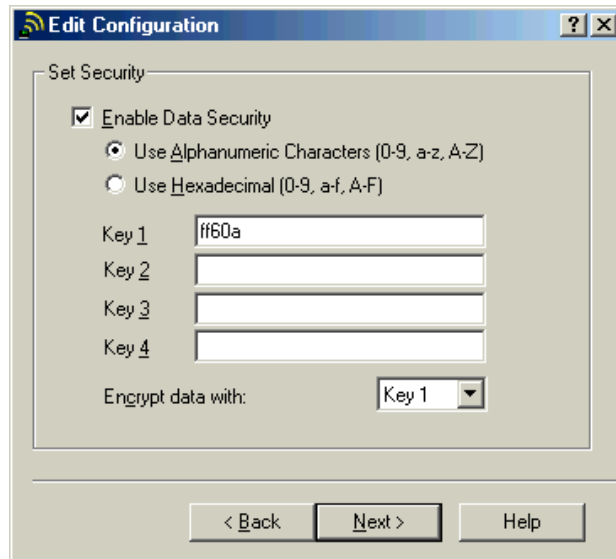 Edit Configuration
Set Security
Enable Data Security
Use Alphanumeric Characters (0-9, a-z, A-Z)
Use Hexadecimal (0-9, a-f, A-F)
Key 1 ff60a
Key 2
Key 3
Key 4
Encrypt data with: Key 1
< Back Next > Help